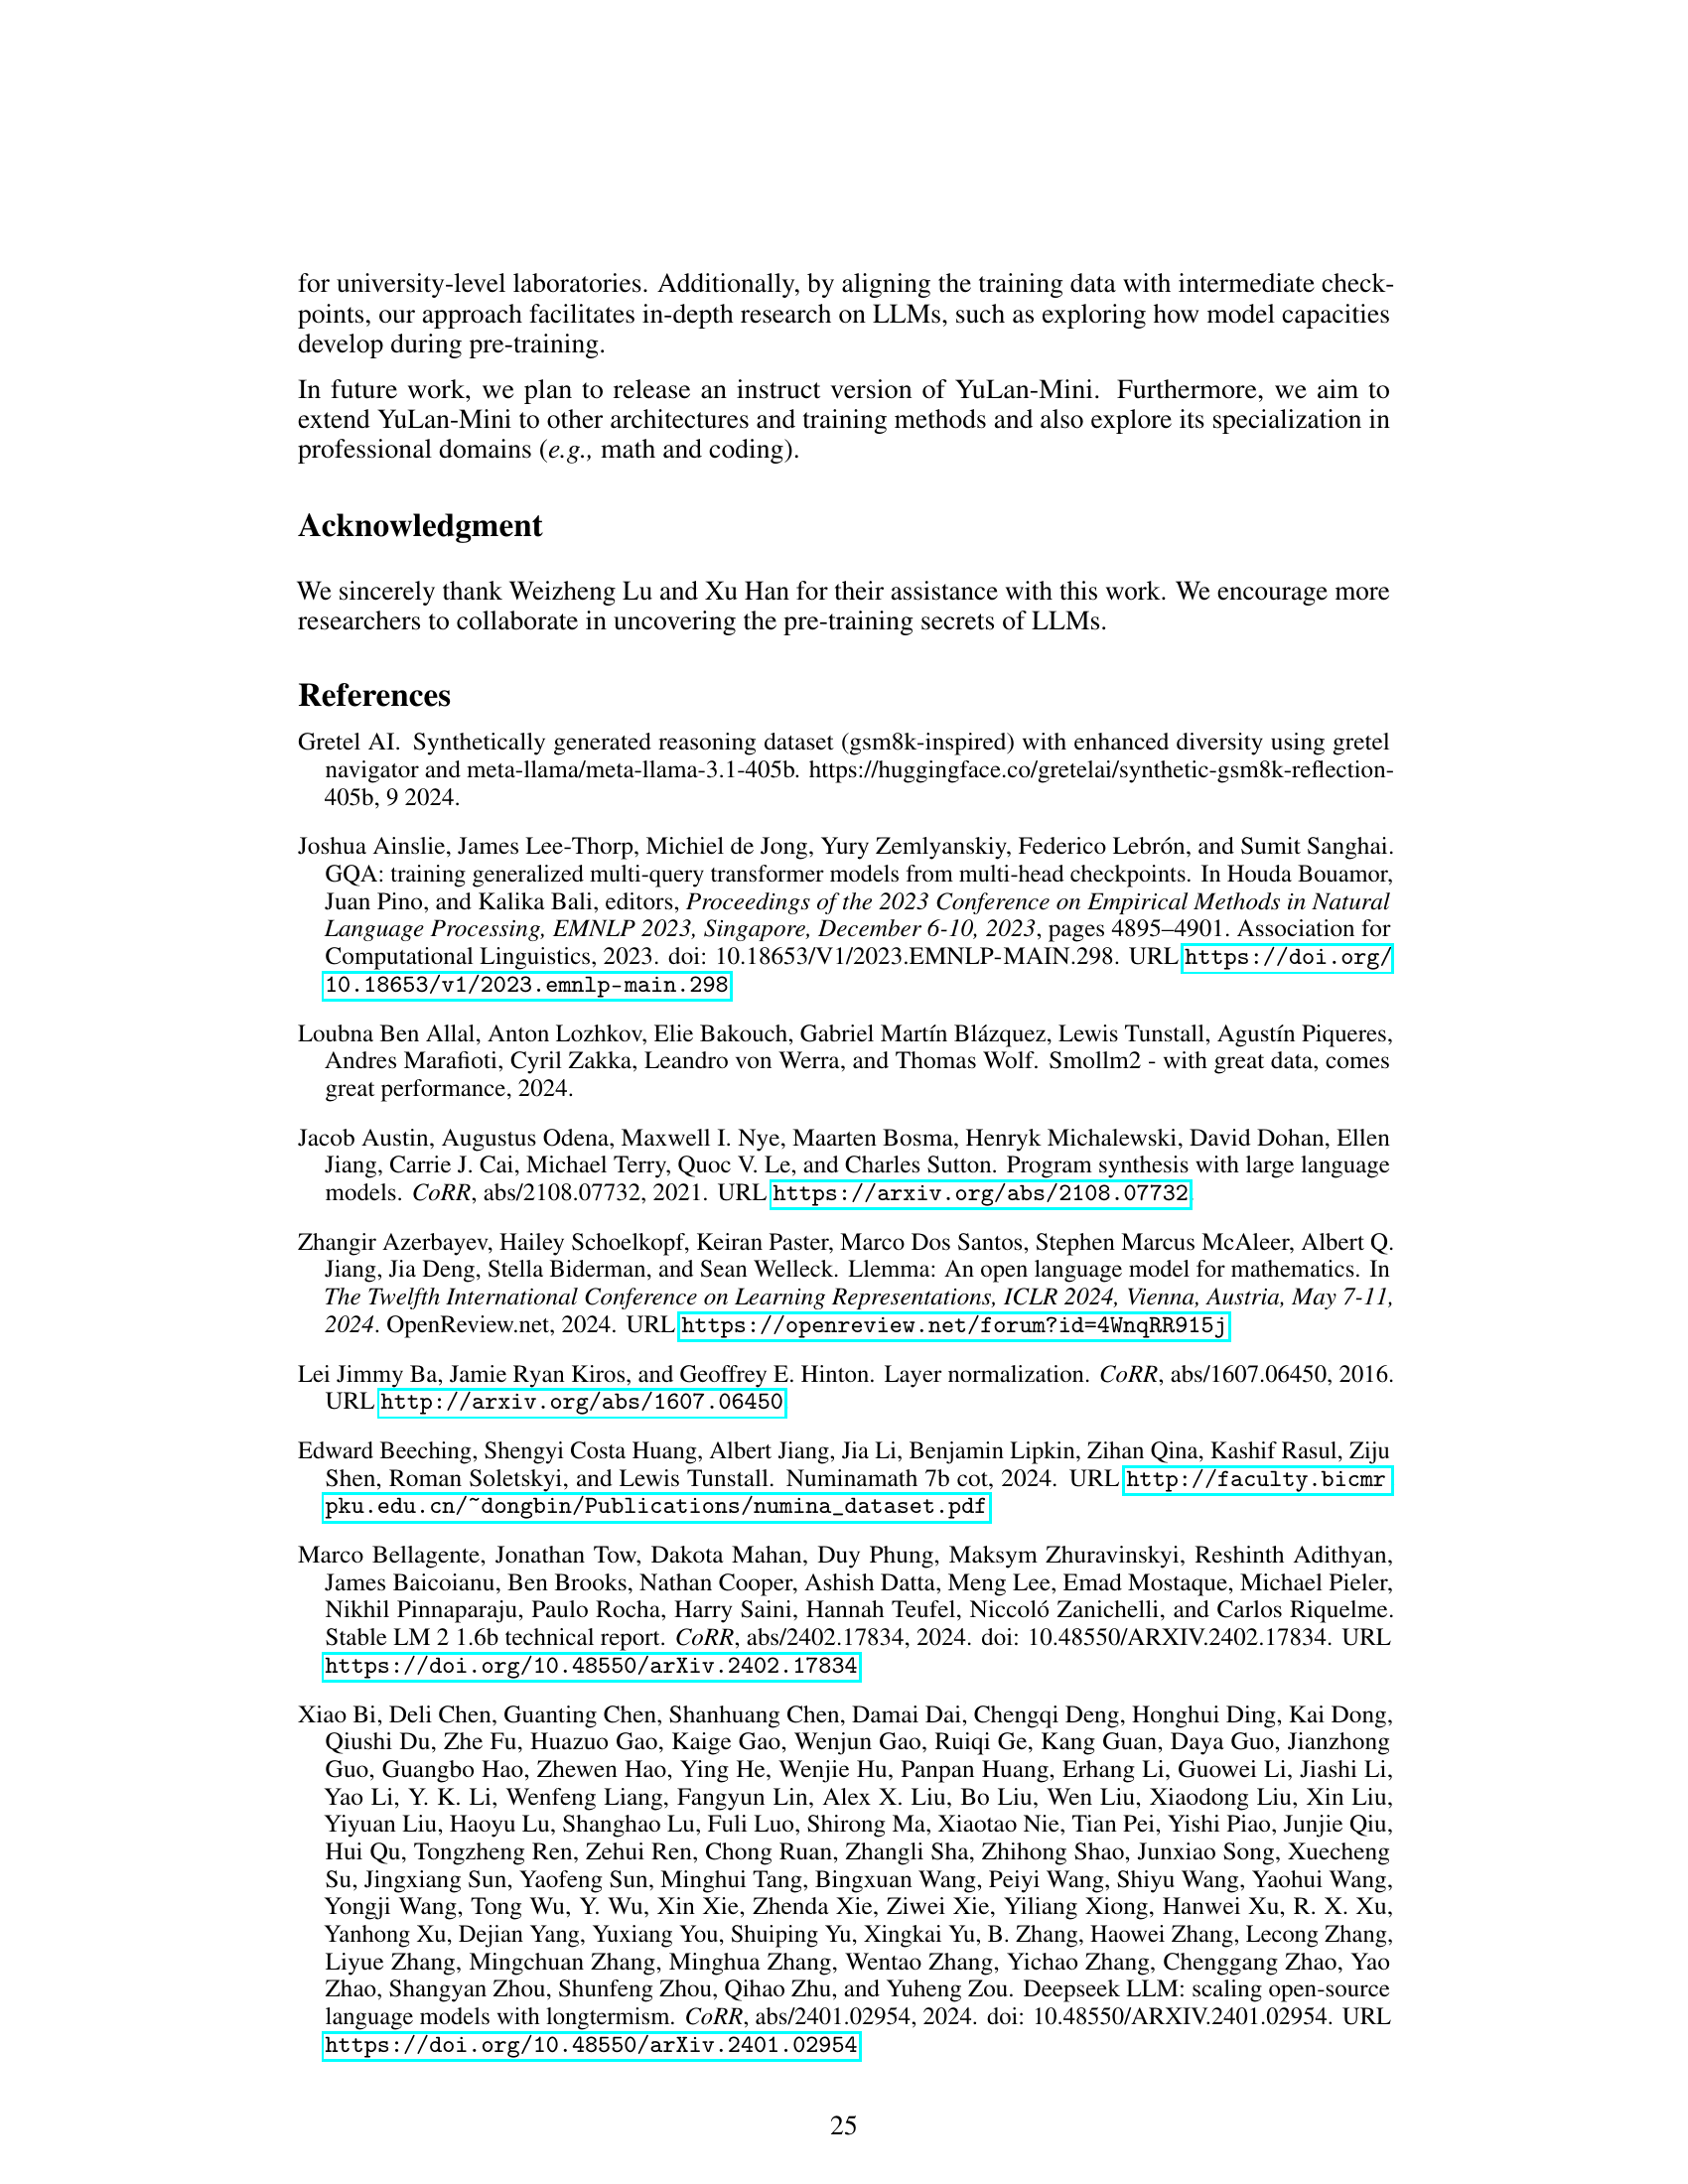 for university-level laboratories. Additionally, by aligning the training data with intermediate check-
points, our approach facilitates in-depth research on LLMs, such as exploring how model capacities
develop during pre-training.
In future work, we plan to release an instruct version of YuLan-Mini. Furthermore, we aim to
extend YuLan-Mini to other architectures and training methods and also explore its specialization in
professional domains (e.g., math and coding).
Acknowledgment
We sincerely thank Weizheng Lu and Xu Han for their assistance with this work. We encourage more
researchers to collaborate in uncovering the pre-training secrets of LLMs.
References
Gretel AI. Synthetically generated reasoning dataset (gsm8k-inspired) with enhanced diversity using gretel
navigator and meta-llama/meta-llama-3.1-405b. https://huggingface.co/gretelai/synthetic-gsm8k-reflection-
405b, 9 2024.
Joshua Ainslie, James Lee-Thorp, Michiel de Jong, Yury Zemlyanskiy, Federico Lebrón, and Sumit Sanghai.
GQA: training generalized multi-query transformer models from multi-head checkpoints. In Houda Bouamor,
Juan Pino, and Kalika Bali, editors, Proceedings of the 2023 Conference on Empirical Methods in Natural
Language Processing, EMNLP 2023, Singapore, December 6-10, 2023, pages 4895–4901. Association for
Computational Linguistics, 2023. doi: 10.18653/V1/2023.EMNLP-MAIN.298. URL https://doi.org/
10.18653/v1/2023.emnlp-main.298
Loubna Ben Allal, Anton Lozhkov, Elie Bakouch, Gabriel Martín Blázquez, Lewis Tunstall, Agustín Piqueres,
Andres Marafioti, Cyril Zakka, Leandro von Werra, and Thomas Wolf. Smollm2 - with great data, comes
great performance, 2024.
Jacob Austin, Augustus Odena, Maxwell I. Nye, Maarten Bosma, Henryk Michalewski, David Dohan, Ellen
Jiang, Carrie J. Cai, Michael Terry, Quoc V. Le, and Charles Sutton. Program synthesis with large language
models. CoRR, abs/2108.07732, 2021. URL https://arxiv.org/abs/2108.07732
Zhangir Azerbayev, Hailey Schoelkopf, Keiran Paster, Marco Dos Santos, Stephen Marcus McAleer, Albert Q.
Jiang, Jia Deng, Stella Biderman, and Sean Welleck. Llemma: An open language model for mathematics. In
The Twelfth International Conference on Learning Representations, ICLR 2024, Vienna, Austria, May 7-11,
2024. OpenReview.net, 2024. URL https://openreview.net/forum?id=4WnqRR915j
Lei Jimmy Ba, Jamie Ryan Kiros, and Geoffrey E. Hinton. Layer normalization. CoRR, abs/1607.06450, 2016.
URL http://arxiv.org/abs/1607.06450
Edward Beeching, Shengyi Costa Huang, Albert Jiang, Jia Li, Benjamin Lipkin, Zihan Qina, Kashif Rasul, Ziju
Shen, Roman Soletskyi, and Lewis Tunstall. Numinamath 7b cot, 2024. URL http://faculty.bicmr
pku.edu.cn/~dongbin/Publications/numina_dataset.pdf
Marco Bellagente, Jonathan Tow, Dakota Mahan, Duy Phung, Maksym Zhuravinskyi, Reshinth Adithyan,
James Baicoianu, Ben Brooks, Nathan Cooper, Ashish Datta, Meng Lee, Emad Mostaque, Michael Pieler,
Nikhil Pinnaparaju, Paulo Rocha, Harry Saini, Hannah Teufel, Niccoló Zanichelli, and Carlos Riquelme.
Stable LM 2 1.6b technical report. CoRR, abs/2402.17834, 2024. doi: 10.48550/ARXIV.2402.17834. URL
https://doi.org/10.48550/arXiv.2402.17834
Xiao Bi, Deli Chen, Guanting Chen, Shanhuang Chen, Damai Dai, Chengqi Deng, Honghui Ding, Kai Dong,
Qiushi Du, Zhe Fu, Huazuo Gao, Kaige Gao, Wenjun Gao, Ruiqi Ge, Kang Guan, Daya Guo, Jianzhong
Guo, Guangbo Hao, Zhewen Hao, Ying He, Wenjie Hu, Panpan Huang, Erhang Li, Guowei Li, Jiashi Li,
Yao Li, Y. K. Li, Wenfeng Liang, Fangyun Lin, Alex X. Liu, Bo Liu, Wen Liu, Xiaodong Liu, Xin Liu,
Yiyuan Liu, Haoyu Lu, Shanghao Lu, Fuli Luo, Shirong Ma, Xiaotao Nie, Tian Pei, Yishi Piao, Junjie Qiu,
Hui Qu, Tongzheng Ren, Zehui Ren, Chong Ruan, Zhangli Sha, Zhihong Shao, Junxiao Song, Xuecheng
Su, Jingxiang Sun, Yaofeng Sun, Minghui Tang, Bingxuan Wang, Peiyi Wang, Shiyu Wang, Yaohui Wang,
Yongji Wang, Tong Wu, Y. Wu, Xin Xie, Zhenda Xie, Ziwei Xie, Yiliang Xiong, Hanwei Xu, R. X. Xu,
Yanhong Xu, Dejian Yang, Yuxiang You, Shuiping Yu, Xingkai Yu, B. Zhang, Haowei Zhang, Lecong Zhang,
Liyue Zhang, Mingchuan Zhang, Minghua Zhang, Wentao Zhang, Yichao Zhang, Chenggang Zhao, Yao
Zhao, Shangyan Zhou, Shunfeng Zhou, Qihao Zhu, and Yuheng Zou. Deepseek LLM: scaling open-source
language models with longtermism. CoRR, abs/2401.02954, 2024. doi: 10.48550/ARXIV.2401.02954. URL
https://doi.org/10.48550/arXiv.2401.02954
25